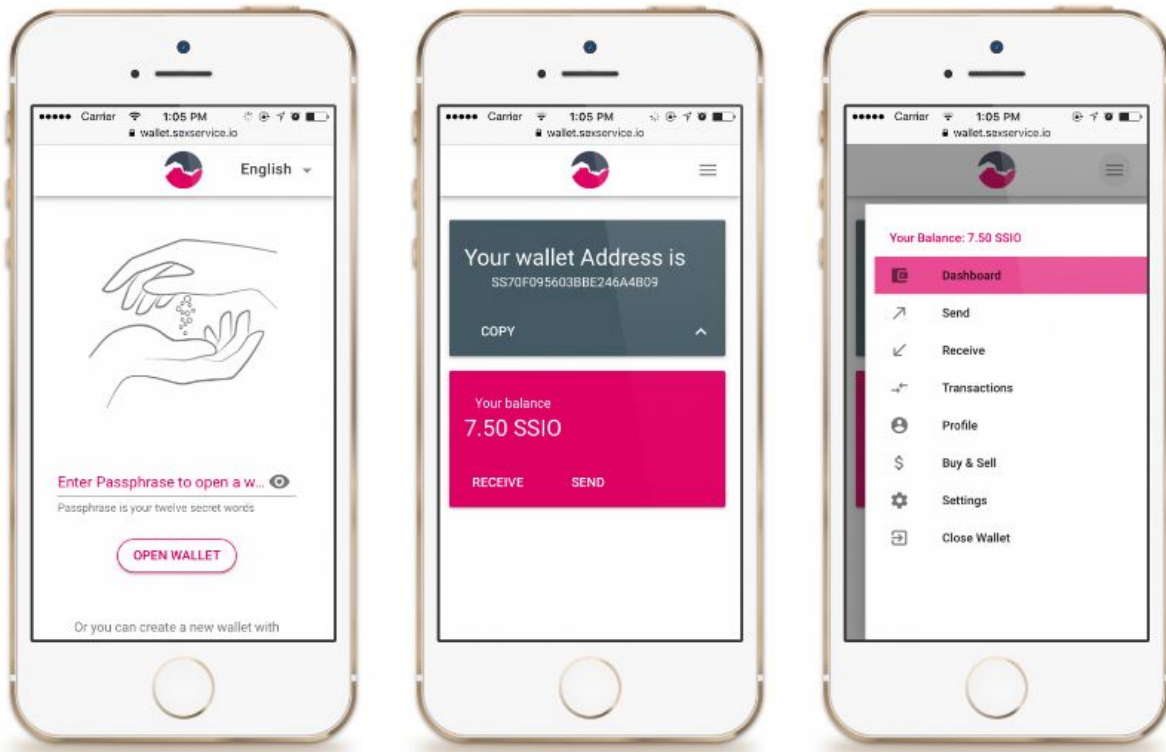 Carrier 1:05 PM
wallet.sexservice.io
English
Enter Passphrase to open a w...
Passphrase is your twelve secret words
OPEN WALLET
Or you can create a new wallet with
Carrier 1:05 PM
wallet.sexservice.io
Your wallet Address is
SS70F095603BBE246A4B09
COPY
Your balance
7.50 SSIO
RECEIVE SEND
Carrier 1:05 PM
wallet.sexservice.io
Your Balance: 7.50 SSIO
Dashboard
Send
Receive
Transactions
Profile
Buy & Sell
Settings
Close Wallet